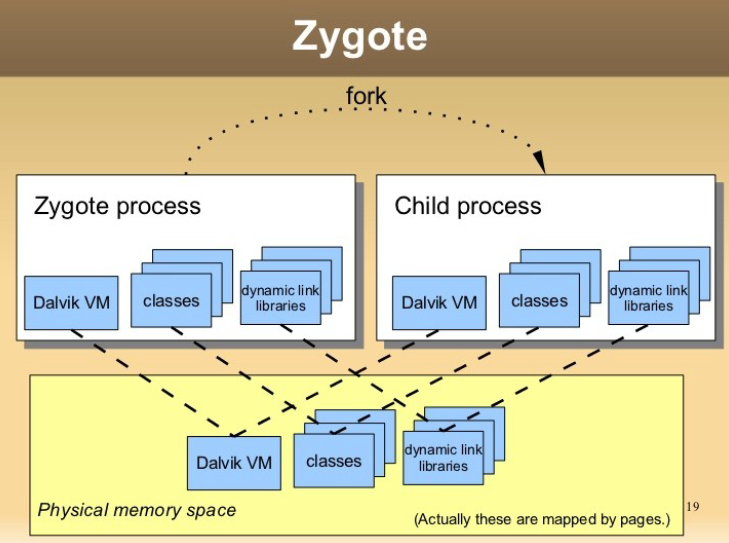 Zygote
fork
Zygote process
Dalvik VM
classes
dynamic link
libraries
Child process
Dalvik VM
classes
dynamic link
libraries
Dalvik VM
classes
dynamic link
libraries
Physical memory space
(Actually these are mapped by pages.)
19